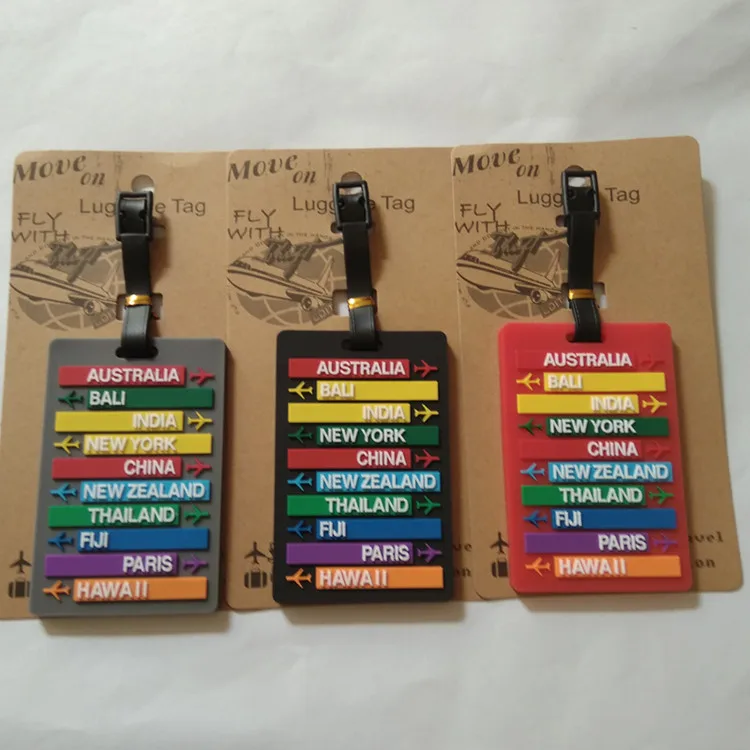 Move on
Luggage Tag
FLY
WITH
AUSTRALIA
BALI
INDIA
NEW YORK
CHINA
NEW ZEALAND
THAILAND
FIJI
PARIS
HAWAII
Move on
Luggage Tag
FLY
WITH
AUSTRALIA
BALI
INDIA
NEW YORK
CHINA
NEW ZEALAND
THAILAND
FIJI
PARIS
HAWAII
Move on
Luggage Tag
FLY
WITH
AUSTRALIA
BALI
INDIA
NEW YORK
CHINA
NEW ZEALAND
THAILAND
FIJI
PARIS
HAWAII